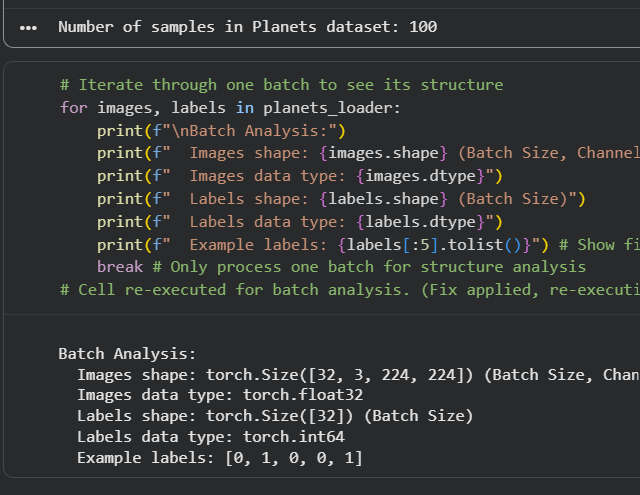 ••• Number of samples in Planets dataset: 100
# Iterate through one batch to see its structure
for images, labels in planets_loader:
    print(f"\nBatch Analysis:")
    print(f"  Images shape: {images.shape} (Batch Size, Channel
    print(f"  Images data type: {images.dtype}")
    print(f"  Labels shape: {labels.shape} (Batch Size)")
    print(f"  Labels data type: {labels.dtype}")
    print(f"  Example labels: {labels[:5].tolist()}") # Show fi
    break # Only process one batch for structure analysis
# Cell re-executed for batch analysis. (Fix applied, re-executi
Batch Analysis:
  Images shape: torch.Size([32, 3, 224, 224]) (Batch Size, Chan
  Images data type: torch.float32
  Labels shape: torch.Size([32]) (Batch Size)
  Labels data type: torch.int64
  Example labels: [0, 1, 0, 0, 1]